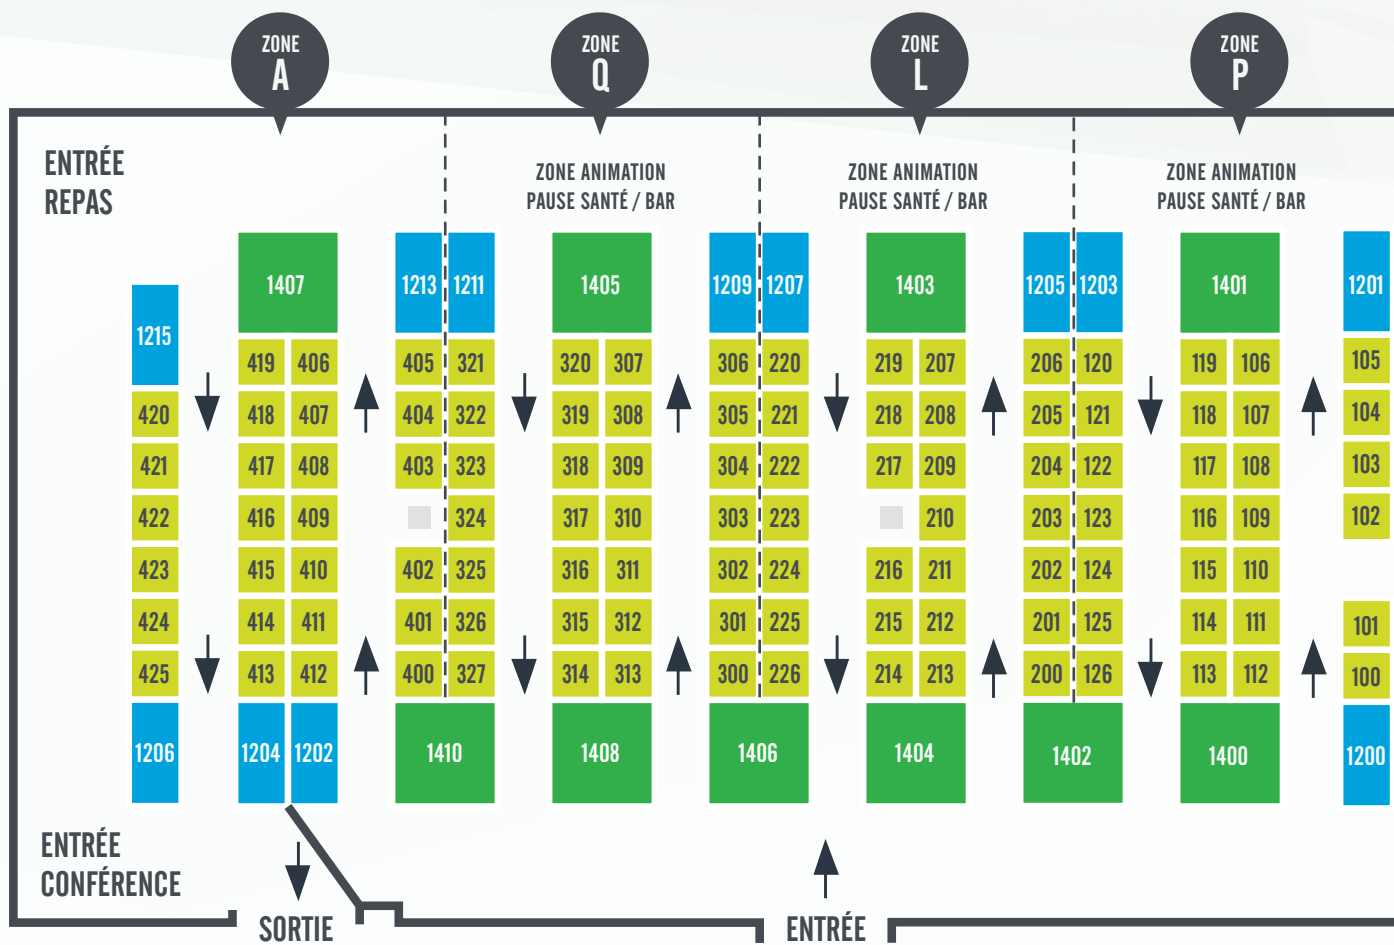 ZONE
A
ZONE
Q
ZONE
L
ZONE
P
ENTRÉE
REPAS
ZONE ANIMATION
PAUSE SANTÉ / BAR
ZONE ANIMATION
PAUSE SANTÉ / BAR
ZONE ANIMATION
PAUSE SANTÉ / BAR
1407 1213 1211 1405 1209 1207 1403 1205 1203 1401 1201
1215
419 406 405 321 320 307 306 220 219 207 206 120 119 106 105
420 418 407 404 322 319 308 305 221 218 208 205 121 118 107 104
421 417 408 403 323 318 309 304 222 217 209 204 122 117 108 103
422 416 409 324 317 310 303 223 210 203 123 116 109 102
423 415 410 402 325 316 311 302 224 216 211 202 124 115 110
424 414 411 401 326 315 312 301 225 215 212 201 125 114 111 101
425 413 412 400 327 314 313 300 226 214 213 200 126 113 112 100
1206 1204 1202 1410 1408 1406 1404 1402 1400 1200
ENTRÉE
CONFÉRENCE
SORTIE
ENTRÉE